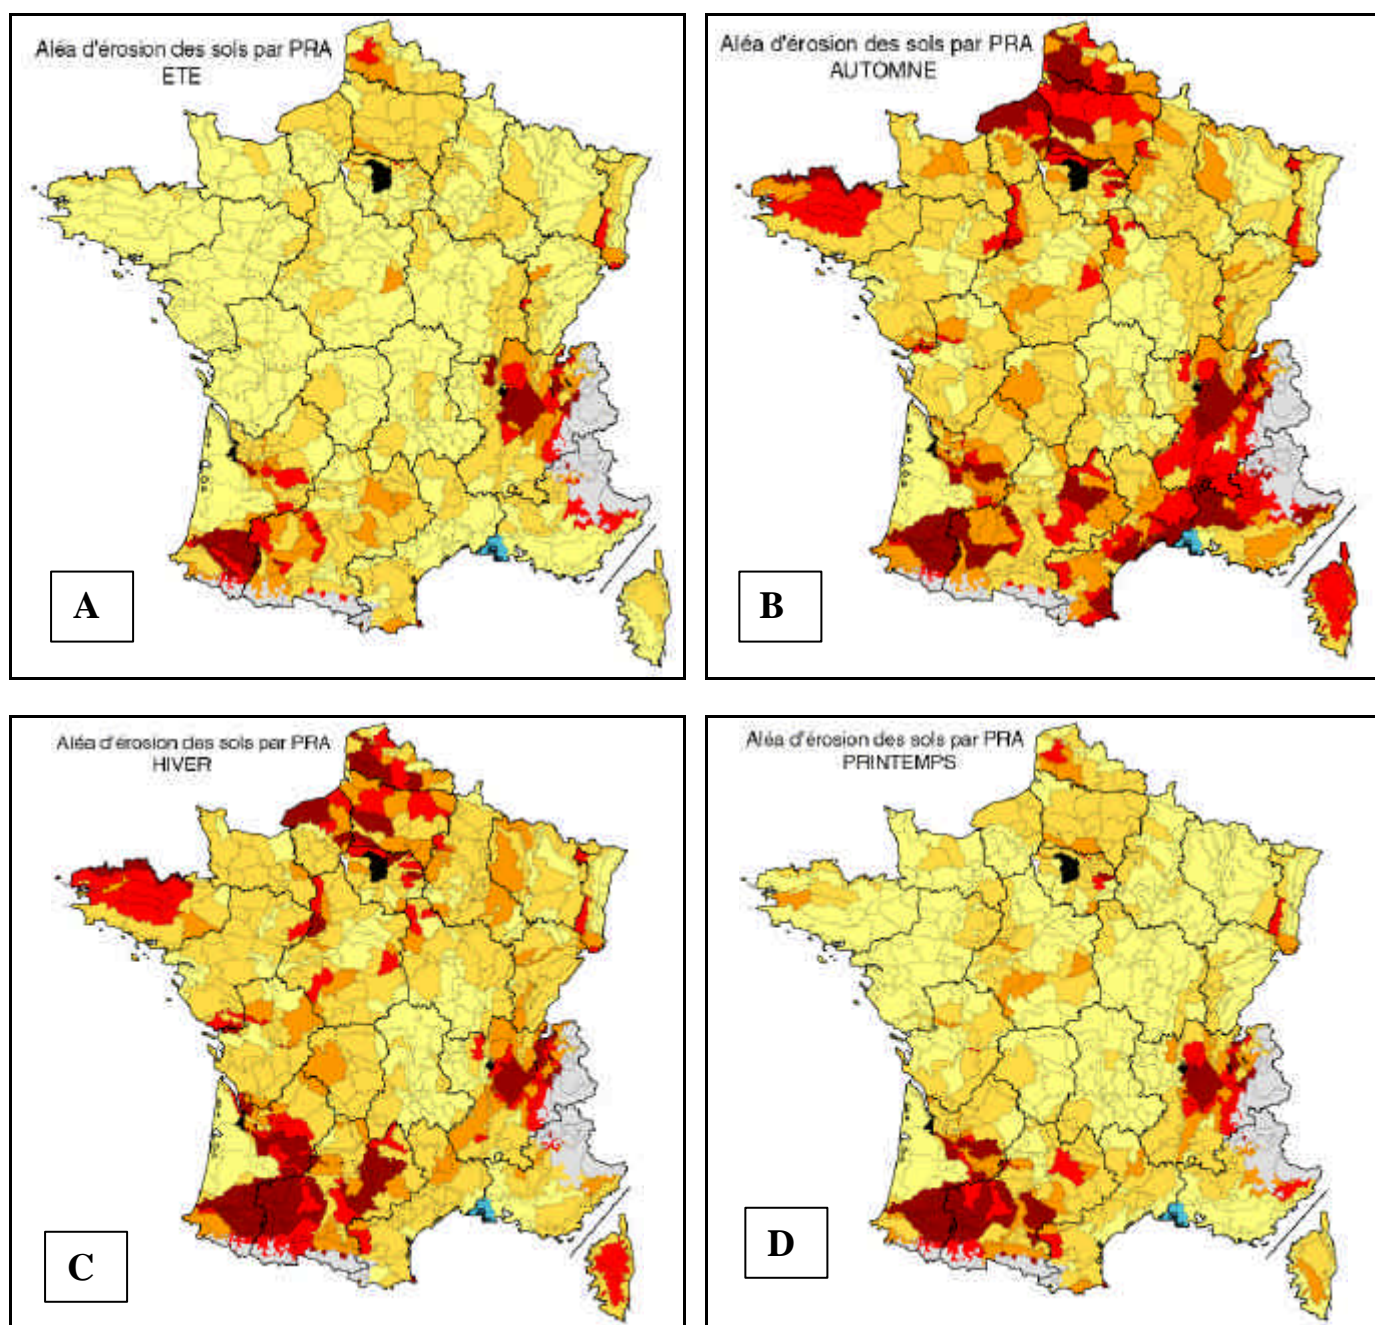 Aléa d'érosion des sols par PRA
ETE
A
Aléa d'érosion des sols par PRA
AUTOMNE
B
Aléa d'érosion des sols par PRA
HIVER
C
Aléa d'érosion des sols par PRA
PRINTEMPS
D